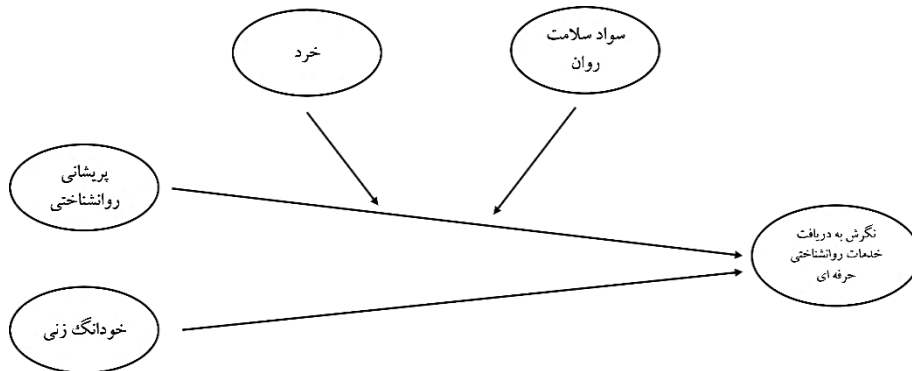 خرد
سواد سلامت
روان
پریشانی
روانشناختی
نگرش به دریافت
خدمات روانشناختی
حرفه ای
خودانگ زنی